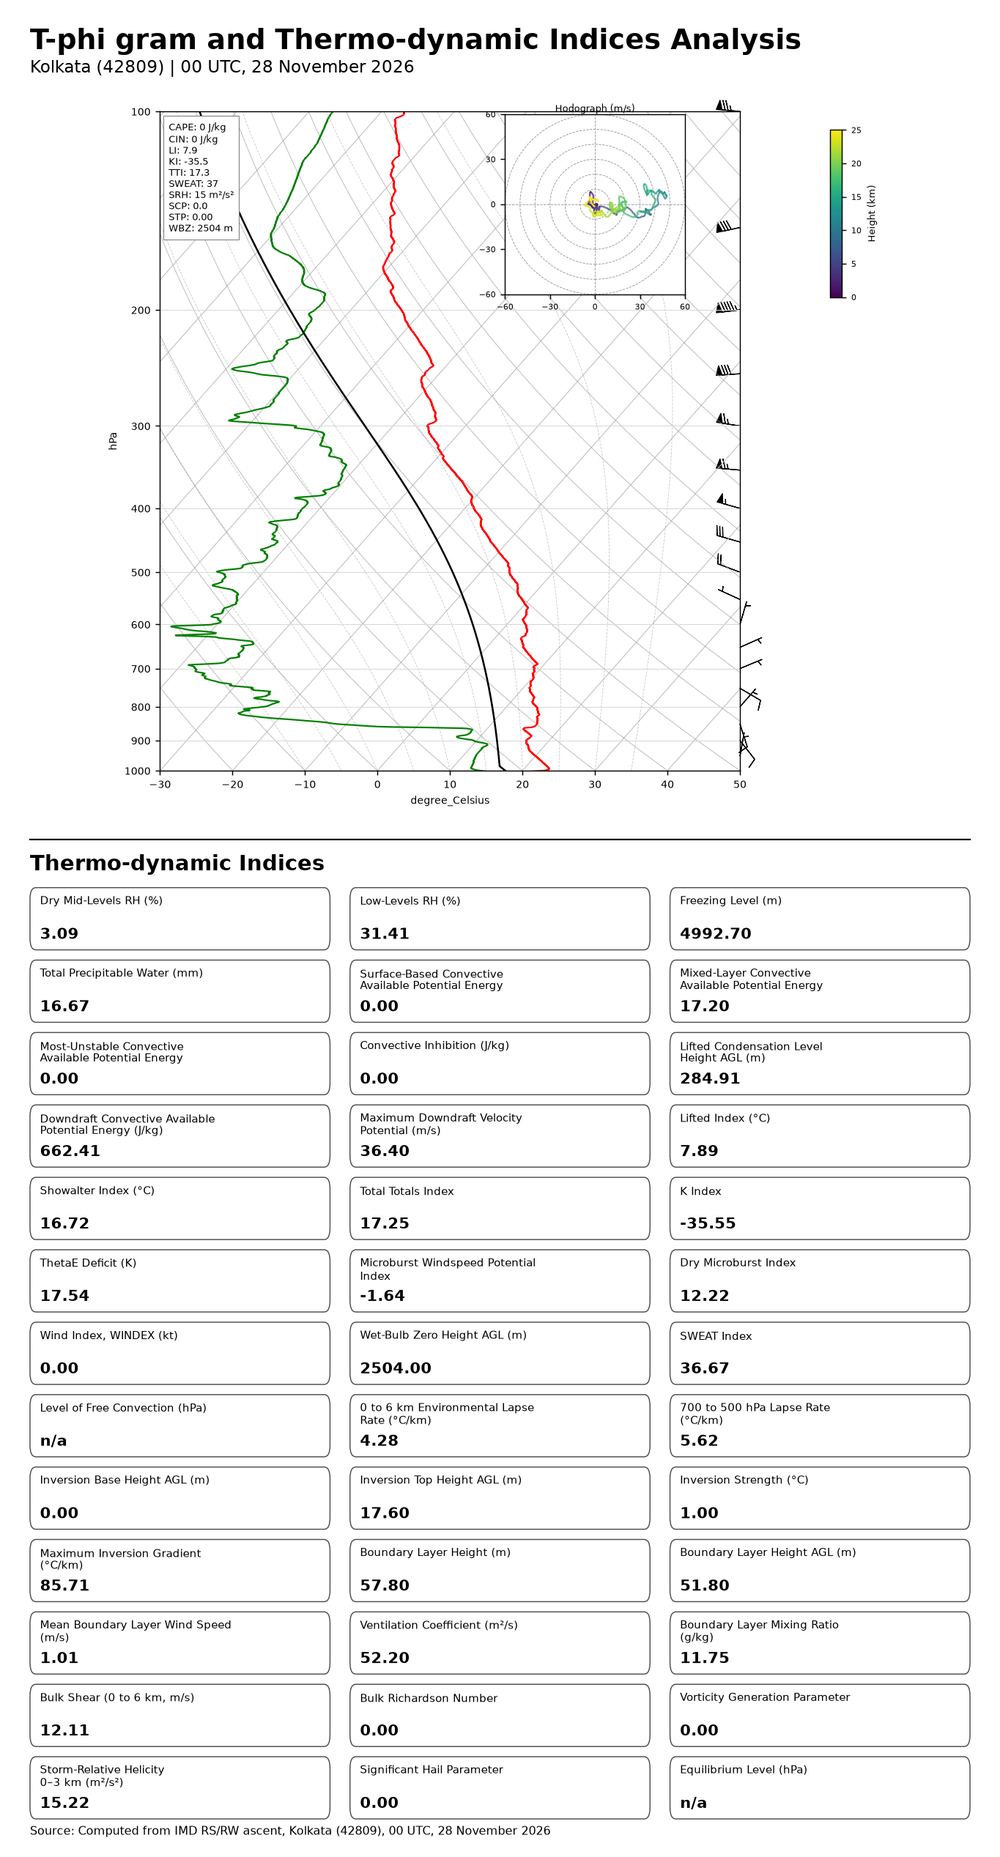 T-phi gram and Thermo-dynamic Indices Analysis
Kolkata (42809) | 00 UTC, 28 November 2026
CAPE: 0 J/kg
CIN: 0 J/kg
LI: 7.9
KI: -35.5
TTI: 17.3
SWEAT: 37
SRH: 15 m²/s²
SCP: 0.0
STP: 0.00
WBZ: 2504 m
100
200
300
400
500
600
700
800
900
1000
hPa
−30 −20 −10 0 10 20 30 40 50
degree_Celsius
Hodograph (m/s)
60
30
0
−30
−60
−60 −30 0 30 60
25
20
15
10
5
0
Height (km)
Thermo-dynamic Indices
Dry Mid-Levels RH (%)
3.09
Low-Levels RH (%)
31.41
Freezing Level (m)
4992.70
Total Precipitable Water (mm)
16.67
Surface-Based Convective
Available Potential Energy
0.00
Mixed-Layer Convective
Available Potential Energy
17.20
Most-Unstable Convective
Available Potential Energy
0.00
Convective Inhibition (J/kg)
0.00
Lifted Condensation Level
Height AGL (m)
284.91
Downdraft Convective Available
Potential Energy (J/kg)
662.41
Maximum Downdraft Velocity
Potential (m/s)
36.40
Lifted Index (°C)
7.89
Showalter Index (°C)
16.72
Total Totals Index
17.25
K Index
-35.55
ThetaE Deficit (K)
17.54
Microburst Windspeed Potential
Index
-1.64
Dry Microburst Index
12.22
Wind Index, WINDEX (kt)
0.00
Wet-Bulb Zero Height AGL (m)
2504.00
SWEAT Index
36.67
Level of Free Convection (hPa)
n/a
0 to 6 km Environmental Lapse
Rate (°C/km)
4.28
700 to 500 hPa Lapse Rate
(°C/km)
5.62
Inversion Base Height AGL (m)
0.00
Inversion Top Height AGL (m)
17.60
Inversion Strength (°C)
1.00
Maximum Inversion Gradient
(°C/km)
85.71
Boundary Layer Height (m)
57.80
Boundary Layer Height AGL (m)
51.80
Mean Boundary Layer Wind Speed
(m/s)
1.01
Ventilation Coefficient (m²/s)
52.20
Boundary Layer Mixing Ratio
(g/kg)
11.75
Bulk Shear (0 to 6 km, m/s)
12.11
Bulk Richardson Number
0.00
Vorticity Generation Parameter
0.00
Storm-Relative Helicity
0–3 km (m²/s²)
15.22
Significant Hail Parameter
0.00
Equilibrium Level (hPa)
n/a
Source: Computed from IMD RS/RW ascent, Kolkata (42809), 00 UTC, 28 November 2026